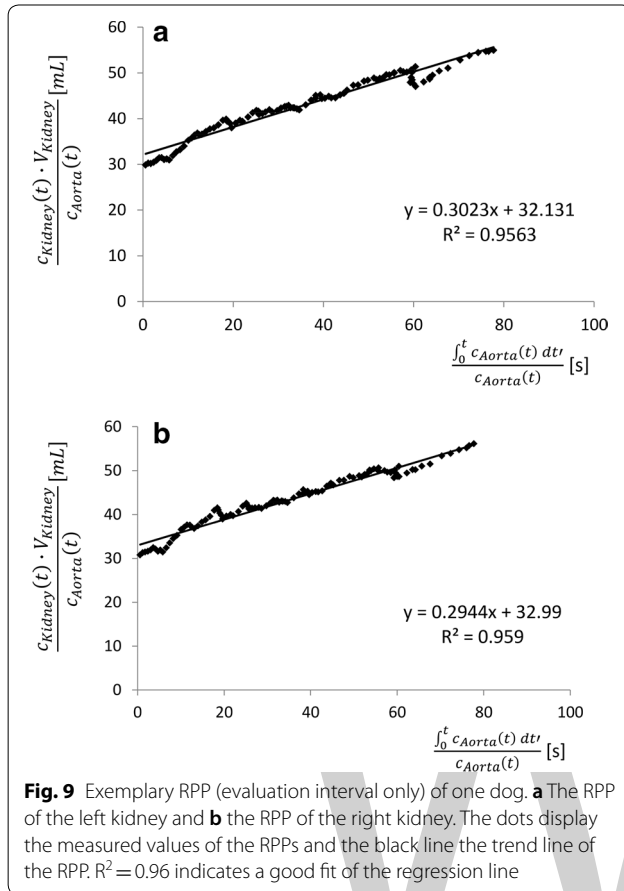 a
60
50
40
30
20
10
0
c_Kidney(t) · V_Kidney / c_Aorta(t) [mL]
y = 0.3023x + 32.131
R² = 0.9563
0 20 40 60 80 100
∫₀ᵗ c_Aorta(t) dt′ / c_Aorta(t) [s]
b
60
50
40
30
20
10
0
c_Kidney(t) · V_Kidney / c_Aorta(t) [mL]
y = 0.2944x + 32.99
R² = 0.959
0 20 40 60 80 100
∫₀ᵗ c_Aorta(t) dt′ / c_Aorta(t) [s]
Fig. 9 Exemplary RPP (evaluation interval only) of one dog. a The RPP
of the left kidney and b the RPP of the right kidney. The dots display
the measured values of the RPPs and the black line the trend line of
the RPP. R² = 0.96 indicates a good fit of the regression line